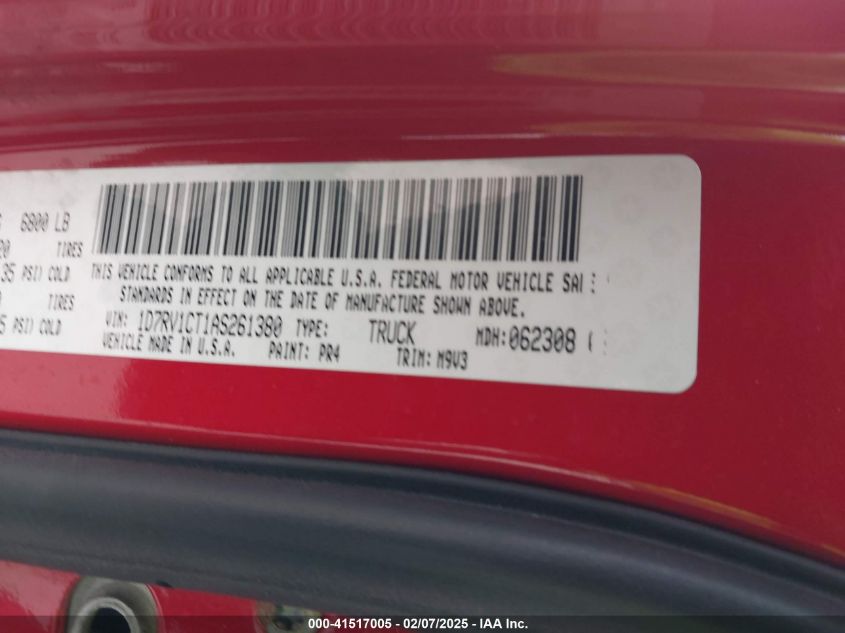 6800 LB
TIRES
35 PSI) COLD
TIRES
PSI) COLD
THIS VEHICLE CONFORMS TO ALL APPLICABLE U.S.A. FEDERAL MOTOR VEHICLE
STANDARDS IN EFFECT ON THE DATE OF MANUFACTURE SHOWN ABOVE.
VIN: 1D7RV1CT1AS261380 TYPE: TRUCK MDH:062308
VEHICLE MADE IN U.S.A. PAINT: PR4 TRIM: M9V3
000-41517005 - 02/07/2025 - IAA Inc.